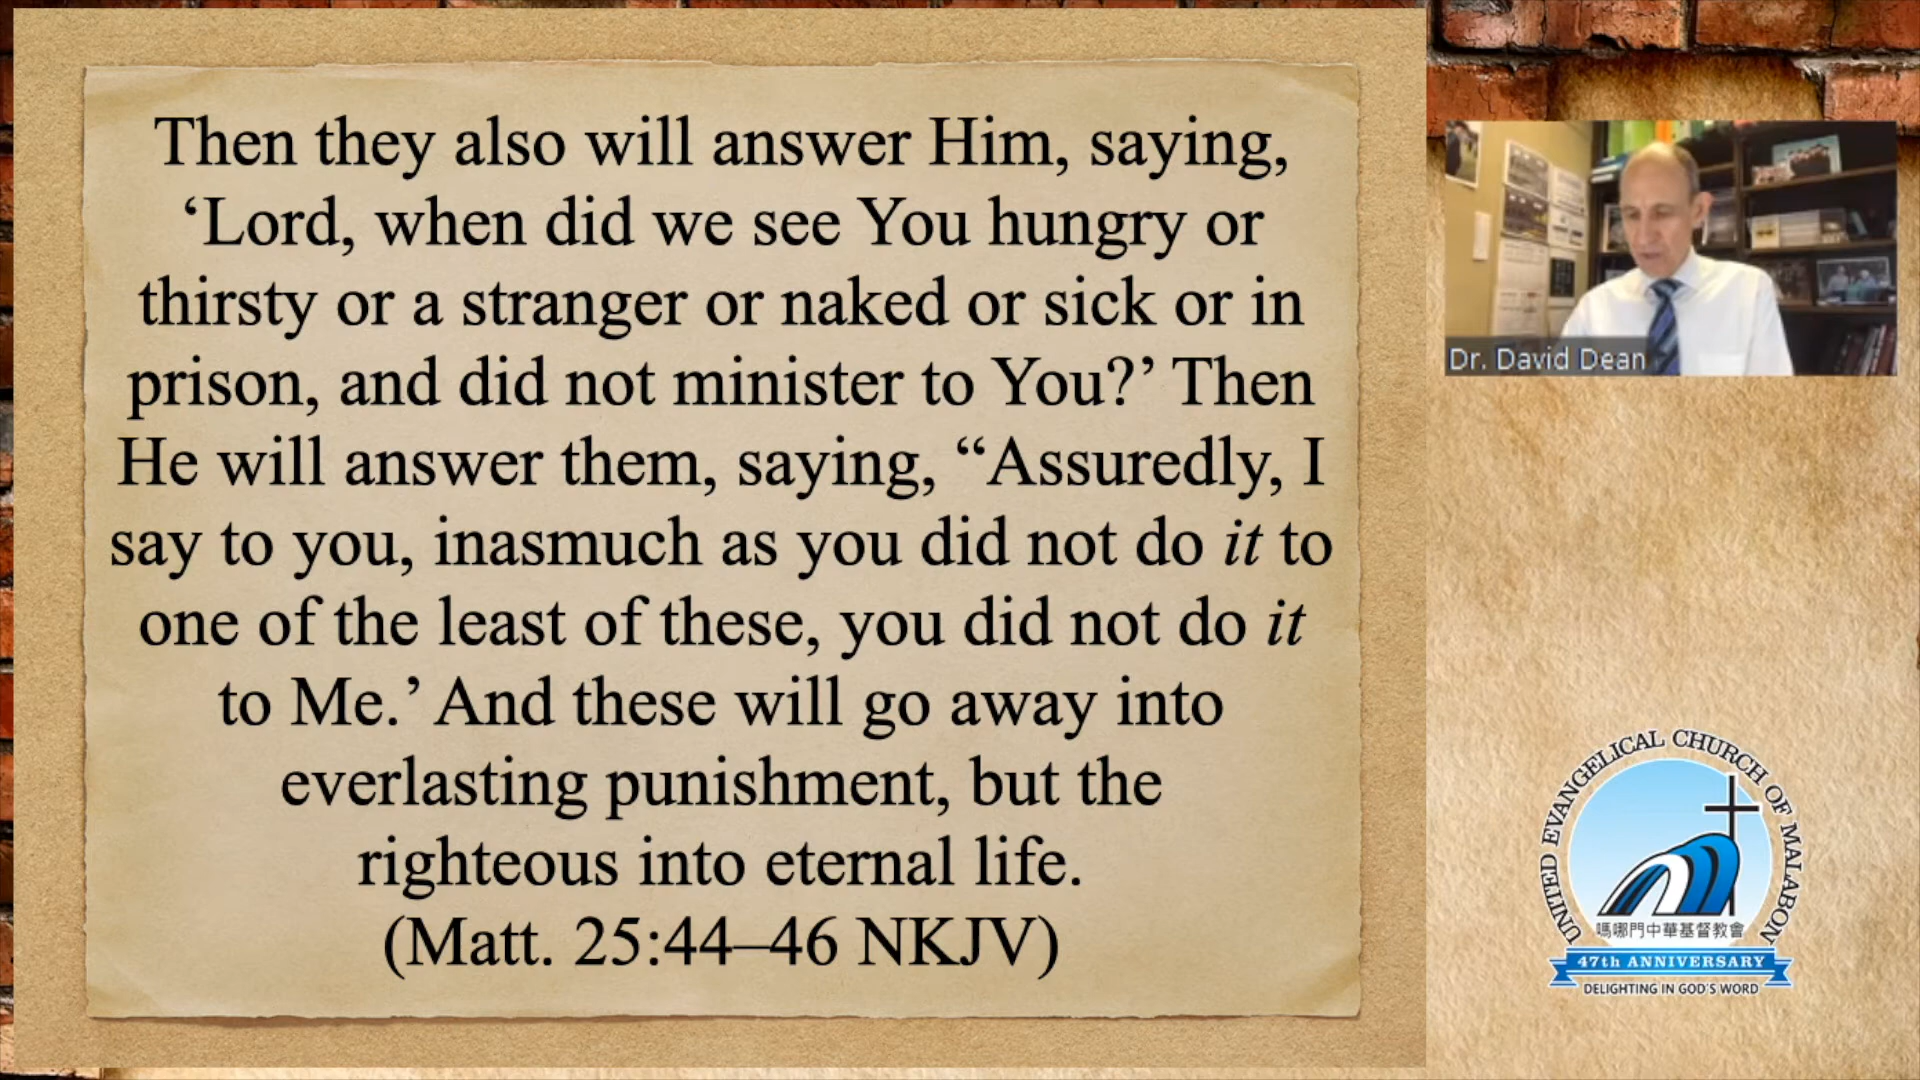 Then they also will answer Him, saying,
‘Lord, when did we see You hungry or
thirsty or a stranger or naked or sick or in
prison, and did not minister to You?’ Then
He will answer them, saying, “Assuredly, I
say to you, inasmuch as you did not do it to
one of the least of these, you did not do it
to Me.’ And these will go away into
everlasting punishment, but the
righteous into eternal life.
(Matt. 25:44–46 NKJV)
Dr. David Dean
UNITED EVANGELICAL CHURCH OF MALABON
嗎哪門中華基督教會
47th ANNIVERSARY
DELIGHTING IN GOD'S WORD